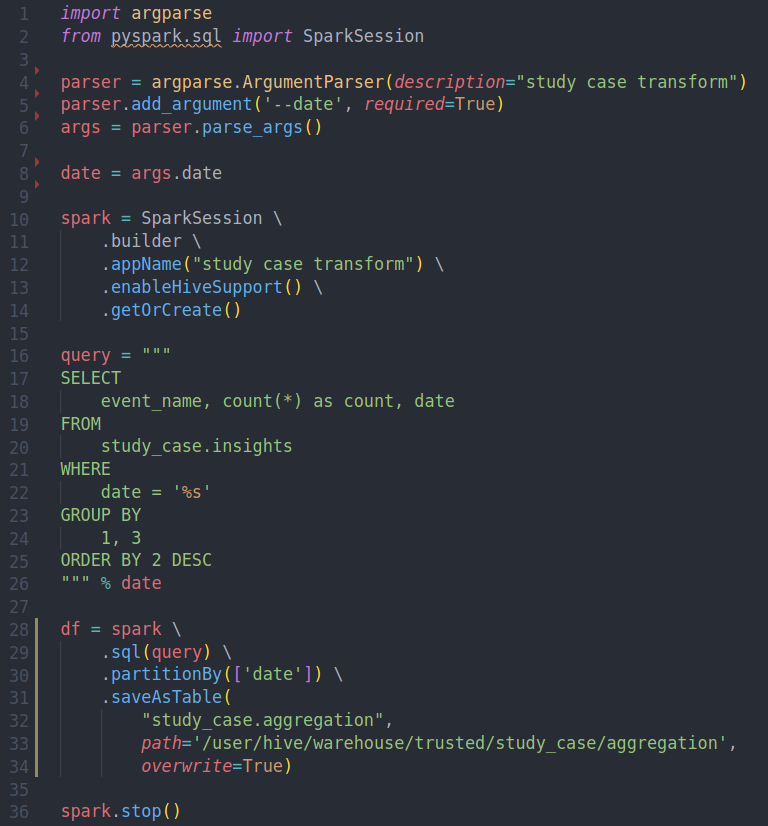 1 import argparse
2 from pyspark.sql import SparkSession
3
4 parser = argparse.ArgumentParser(description="study case transform")
5 parser.add_argument('--date', required=True)
6 args = parser.parse_args()
7
8 date = args.date
9
10 spark = SparkSession \
11     .builder \
12     .appName("study case transform") \
13     .enableHiveSupport() \
14     .getOrCreate()
15
16 query = """
17 SELECT
18     event_name, count(*) as count, date
19 FROM
20     study_case.insights
21 WHERE
22     date = '%s'
23 GROUP BY
24     1, 3
25 ORDER BY 2 DESC
26 """ % date
27
28 df = spark \
29     .sql(query) \
30     .partitionBy(['date']) \
31     .saveAsTable(
32         "study_case.aggregation",
33         path='/user/hive/warehouse/trusted/study_case/aggregation',
34         overwrite=True)
35
36 spark.stop()